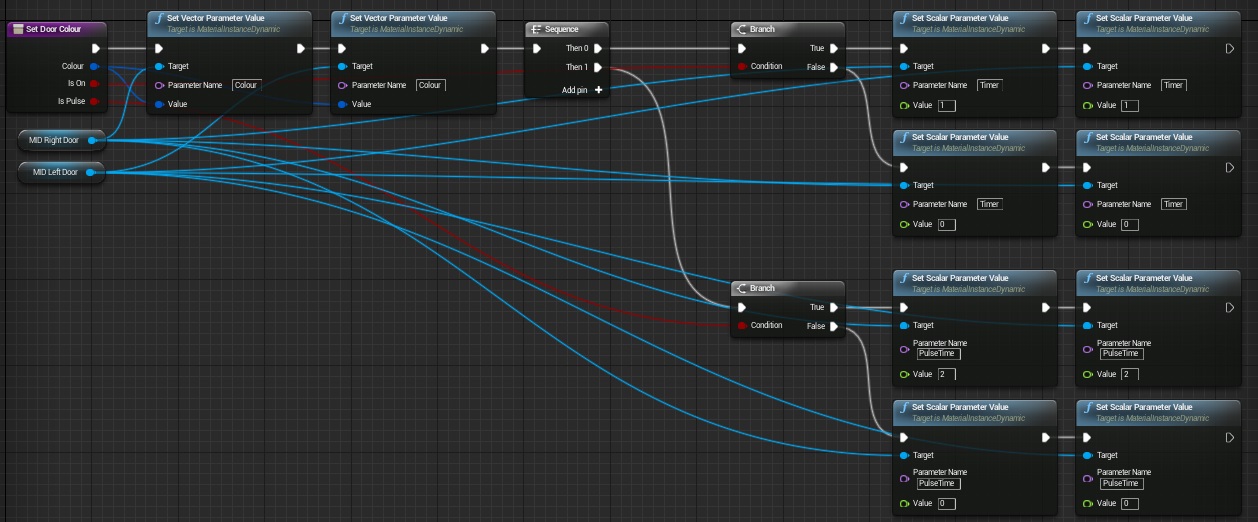 Set Door Colour
Colour
Is On
Is Pulse
MID Right Door
MID Left Door
Set Vector Parameter Value
Target is MaterialInstanceDynamic
Target
Parameter Name Colour
Value
Set Vector Parameter Value
Target is MaterialInstanceDynamic
Target
Parameter Name Colour
Value
Sequence
Then 0
Then 1
Add pin +
Branch
True
Condition False
Set Scalar Parameter Value
Target is MaterialInstanceDynamic
Target
Parameter Name Timer
Value 1
Set Scalar Parameter Value
Target is MaterialInstanceDynamic
Target
Parameter Name Timer
Value 1
Set Scalar Parameter Value
Target is MaterialInstanceDynamic
Target
Parameter Name Timer
Value 0
Set Scalar Parameter Value
Target is MaterialInstanceDynamic
Target
Parameter Name Timer
Value 0
Branch
True
Condition False
Set Scalar Parameter Value
Target is MaterialInstanceDynamic
Target
Parameter Name
PulseTime
Value 2
Set Scalar Parameter Value
Target is MaterialInstanceDynamic
Target
Parameter Name
PulseTime
Value 2
Set Scalar Parameter Value
Target is MaterialInstanceDynamic
Target
Parameter Name
PulseTime
Value 0
Set Scalar Parameter Value
Target is MaterialInstanceDynamic
Target
Parameter Name
PulseTime
Value 0